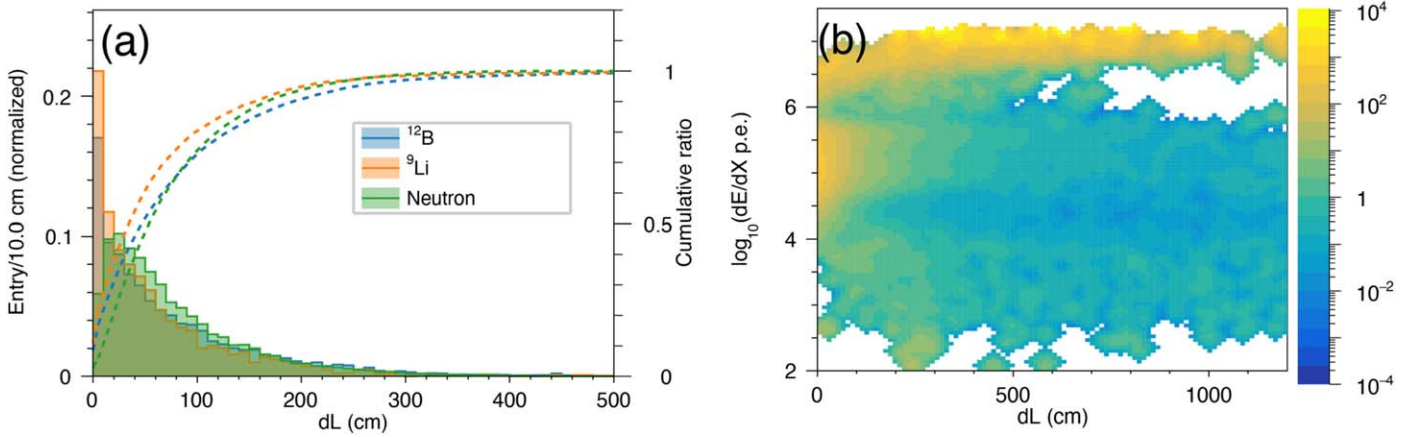 (a)
Entry/10.0 cm (normalized)
0.2
0.1
0
¹²B
⁹Li
Neutron
1
0.5
0
Cumulative ratio
0 100 200 300 400 500
dL (cm)
(b)
log₁₀(dE/dX p.e.)
6
4
2
0 500 1000
dL (cm)
10⁴
10²
1
10⁻²
10⁻⁴